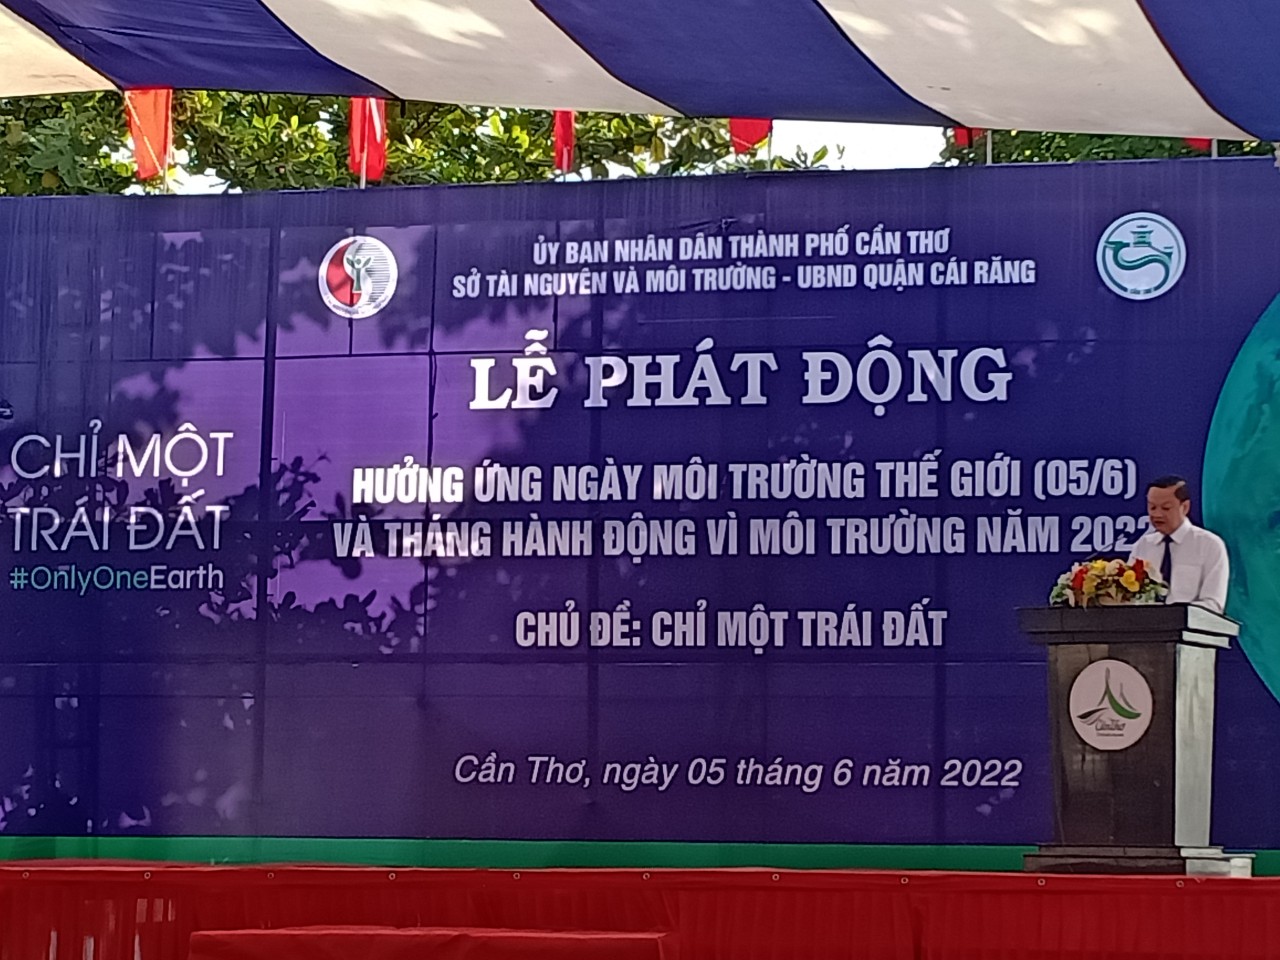 ỦY BAN NHÂN DÂN THÀNH PHỐ CẦN THƠ
SỞ TÀI NGUYÊN VÀ MÔI TRƯỜNG - UBND QUẬN CÁI RĂNG
LỄ PHÁT ĐỘNG
HƯỞNG ỨNG NGÀY MÔI TRƯỜNG THẾ GIỚI (05/6)
VÀ THÁNG HÀNH ĐỘNG VÌ MÔI TRƯỜNG NĂM 2022
CHỦ ĐỀ: CHỈ MỘT TRÁI ĐẤT
Cần Thơ, ngày 05 tháng 6 năm 2022
CHỈ MỘT
TRÁI ĐẤT
#OnlyOneEarth
CầnThơ